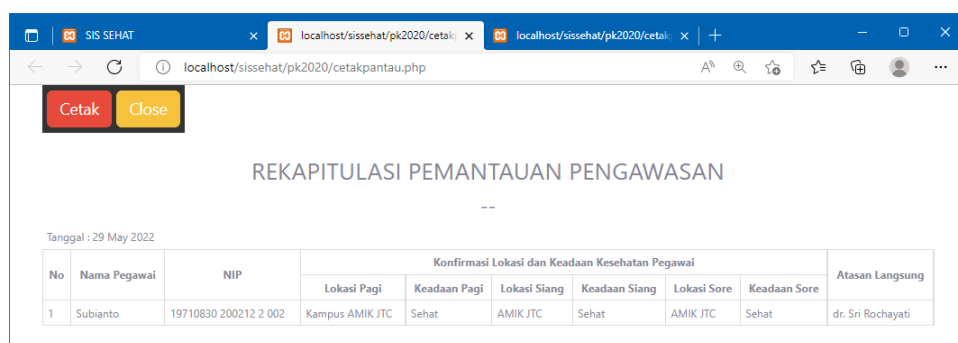 SIS SEHAT
localhost/sissehat/pk2020/cetak
localhost/sissehat/pk2020/cetak
localhost/sissehat/pk2020/cetakpantau.php
Cetak Close
REKAPITULASI PEMANTAUAN PENGAWASAN
--
Tanggal : 29 May 2022
No Nama Pegawai NIP Konfirmasi Lokasi dan Keadaan Kesehatan Pegawai Atasan Langsung
Lokasi Pagi Keadaan Pagi Lokasi Siang Keadaan Siang Lokasi Sore Keadaan Sore
1 Subianto 19710830 200212 2 002 Kampus AMIK JTC Sehat AMIK JTC Sehat AMIK JTC Sehat dr. Sri Rochayati